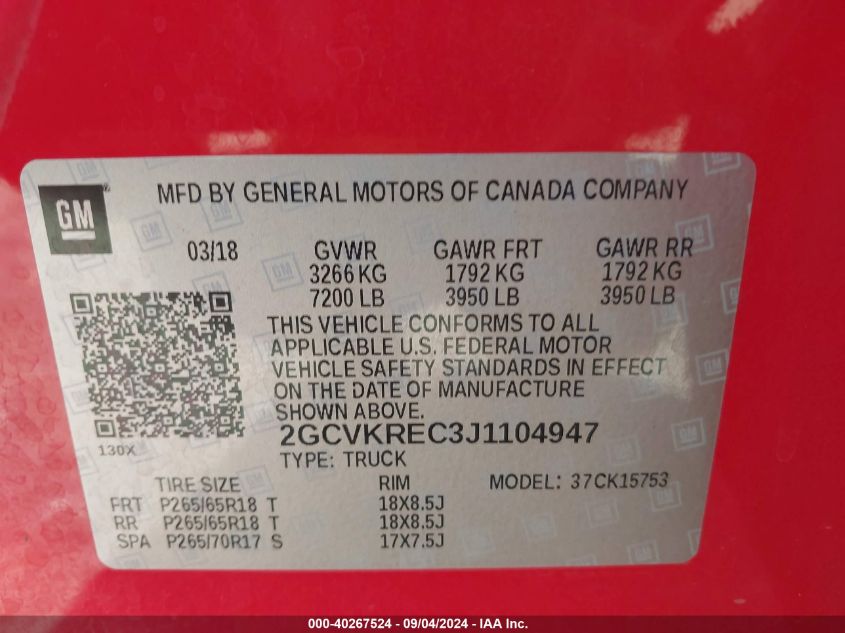 GM
MFD BY GENERAL MOTORS OF CANADA COMPANY
03/18 GVWR GAWR FRT GAWR RR
3266 KG 1792 KG 1792 KG
7200 LB 3950 LB 3950 LB
THIS VEHICLE CONFORMS TO ALL
APPLICABLE U.S. FEDERAL MOTOR
VEHICLE SAFETY STANDARDS IN EFFECT
ON THE DATE OF MANUFACTURE
SHOWN ABOVE.
130X
2GCVKREC3J1104947
TYPE: TRUCK
TIRE SIZE RIM MODEL: 37CK15753
FRT P265/65R18 T 18X8.5J
RR P265/65R18 T 18X8.5J
SPA P265/70R17 S 17X7.5J
000-40267524 - 09/04/2024 - IAA Inc.